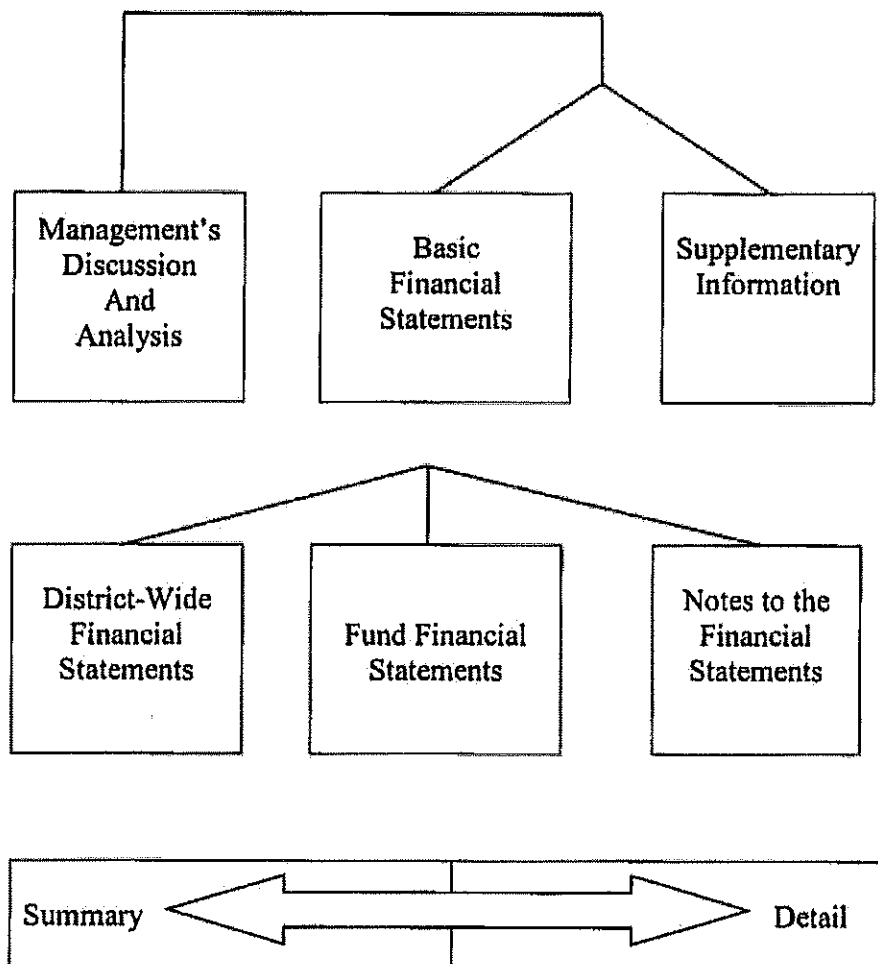 Management's
Discussion
And
Analysis
Basic
Financial
Statements
Supplementary
Information
District-Wide
Financial
Statements
Fund Financial
Statements
Notes to the
Financial
Statements
Summary
Detail